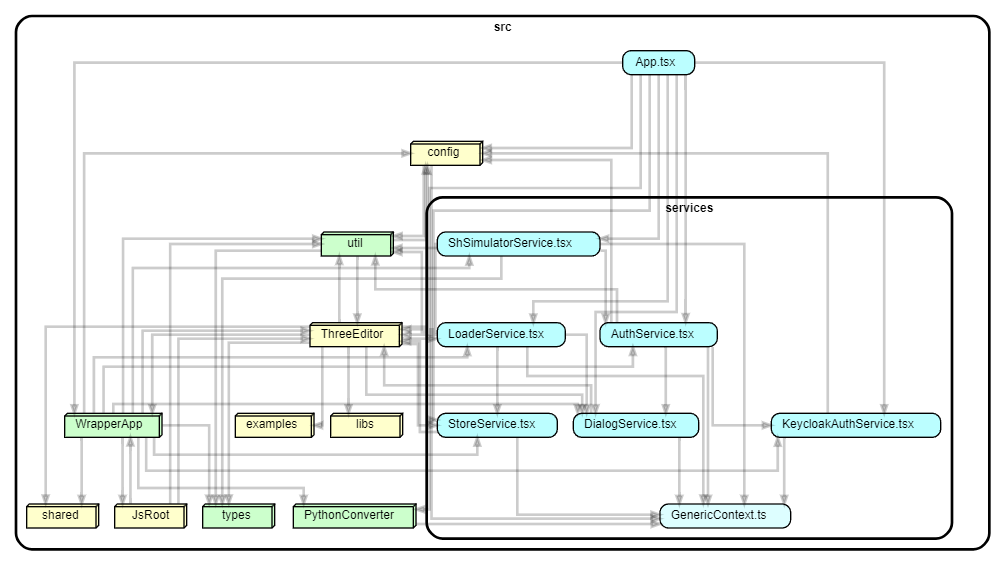 src
App.tsx
config
services
util
ShSimulatorService.tsx
ThreeEditor
LoaderService.tsx
AuthService.tsx
WrapperApp
examples
libs
StoreService.tsx
DialogService.tsx
KeycloakAuthService.tsx
shared
JsRoot
types
PythonConverter
GenericContext.ts